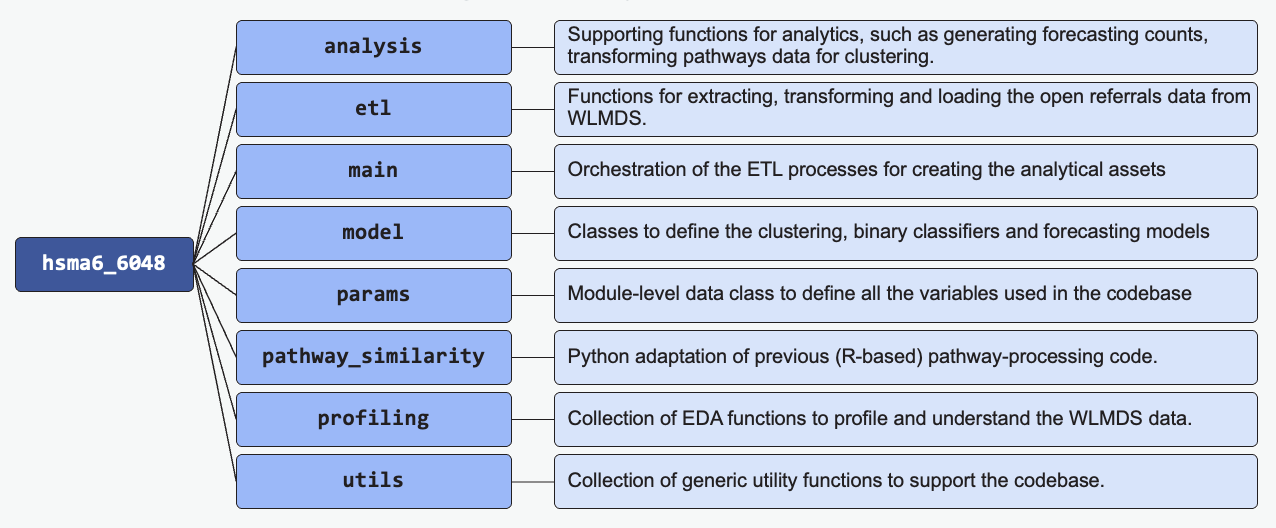 analysis
Supporting functions for analytics, such as generating forecasting counts,
transforming pathways data for clustering.
etl
Functions for extracting, transforming and loading the open referrals data from
WLMDS.
main
Orchestration of the ETL processes for creating the analytical assets
model
Classes to define the clustering, binary classifiers and forecasting models
hsma6_6048
params
Module-level data class to define all the variables used in the codebase
pathway_similarity
Python adaptation of previous (R-based) pathway-processing code.
profiling
Collection of EDA functions to profile and understand the WLMDS data.
utils
Collection of generic utility functions to support the codebase.